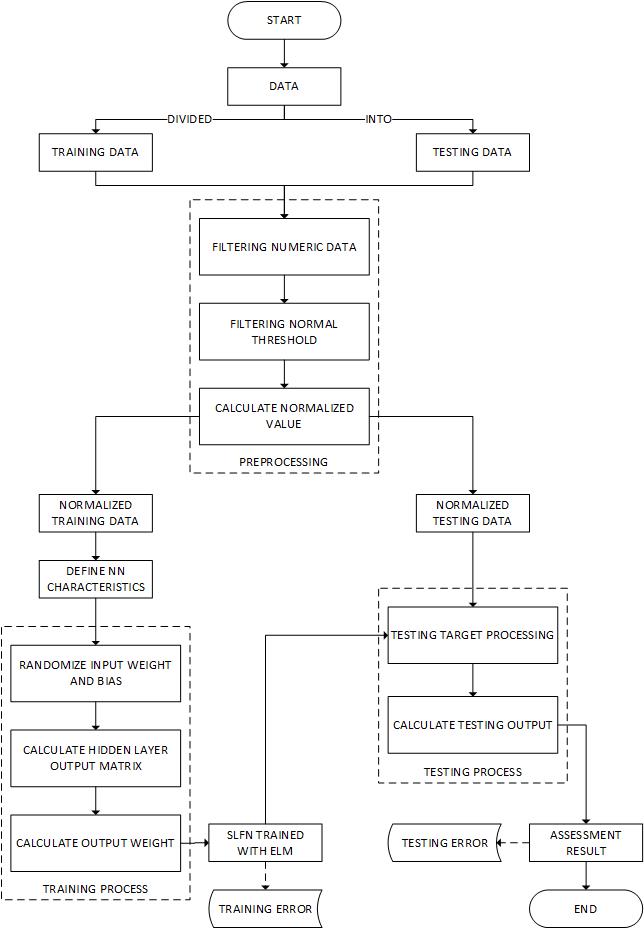 START
DATA
DIVIDED
INTO
TRAINING DATA
TESTING DATA
FILTERING NUMERIC DATA
FILTERING NORMAL
THRESHOLD
CALCULATE NORMALIZED
VALUE
PREPROCESSING
NORMALIZED
TRAINING DATA
NORMALIZED
TESTING DATA
DEFINE NN
CHARACTERISTICS
RANDOMIZE INPUT WEIGHT
AND BIAS
CALCULATE HIDDEN LAYER
OUTPUT MATRIX
CALCULATE OUTPUT WEIGHT
TRAINING PROCESS
SLFN TRAINED
WITH ELM
TRAINING ERROR
TESTING TARGET PROCESSING
CALCULATE TESTING OUTPUT
TESTING PROCESS
TESTING ERROR
ASSESSMENT
RESULT
END